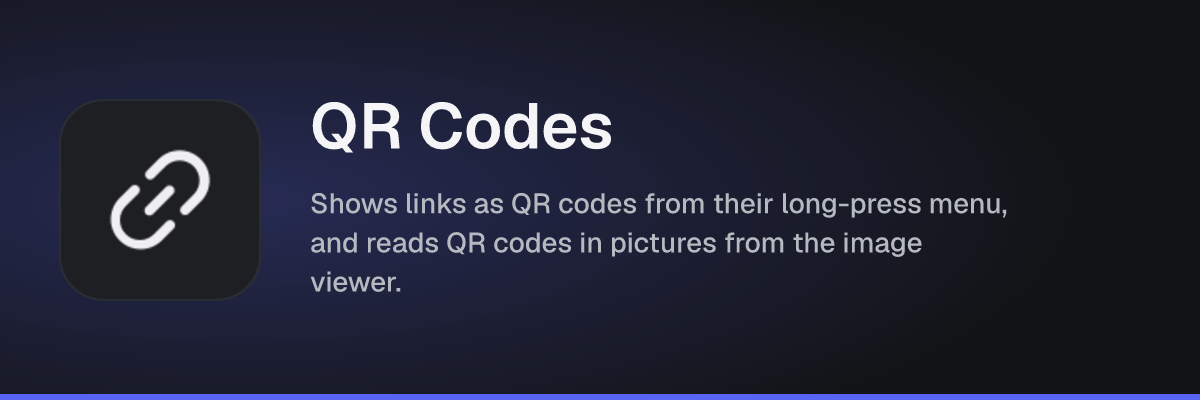 QR Codes
Shows links as QR codes from their long-press menu,
and reads QR codes in pictures from the image
viewer.